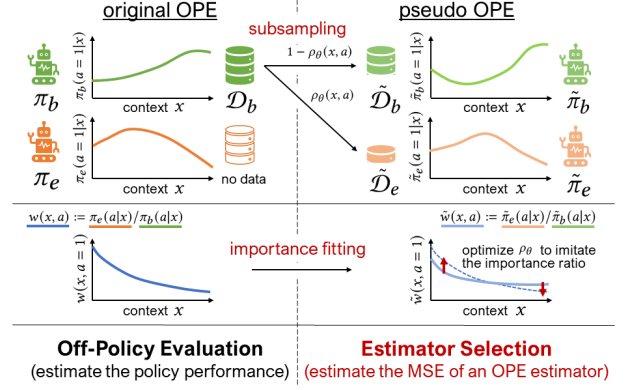 original OPE
subsampling
pseudo OPE
π_b
π_b(a = 1|x)
context x
D_b
1 − ρ_θ(x, a)
ρ_θ(x, a)
D̃_b
π̃_b(a = 1|x)
context x
π̃_b
π_e
π_e(a = 1|x)
context x
no data
D̃_e
π̃_e(a = 1|x)
context x
π̃_e
w(x, a) := π_e(a|x)/π_b(a|x)
w̃(x, a) := π̃_e(a|x)/π̃_b(a|x)
w(x, a = 1)
context x
importance fitting
w̃(x, a = 1)
optimize ρ_θ to imitate
the importance ratio
context x
Off-Policy Evaluation
(estimate the policy performance)
Estimator Selection
(estimate the MSE of an OPE estimator)